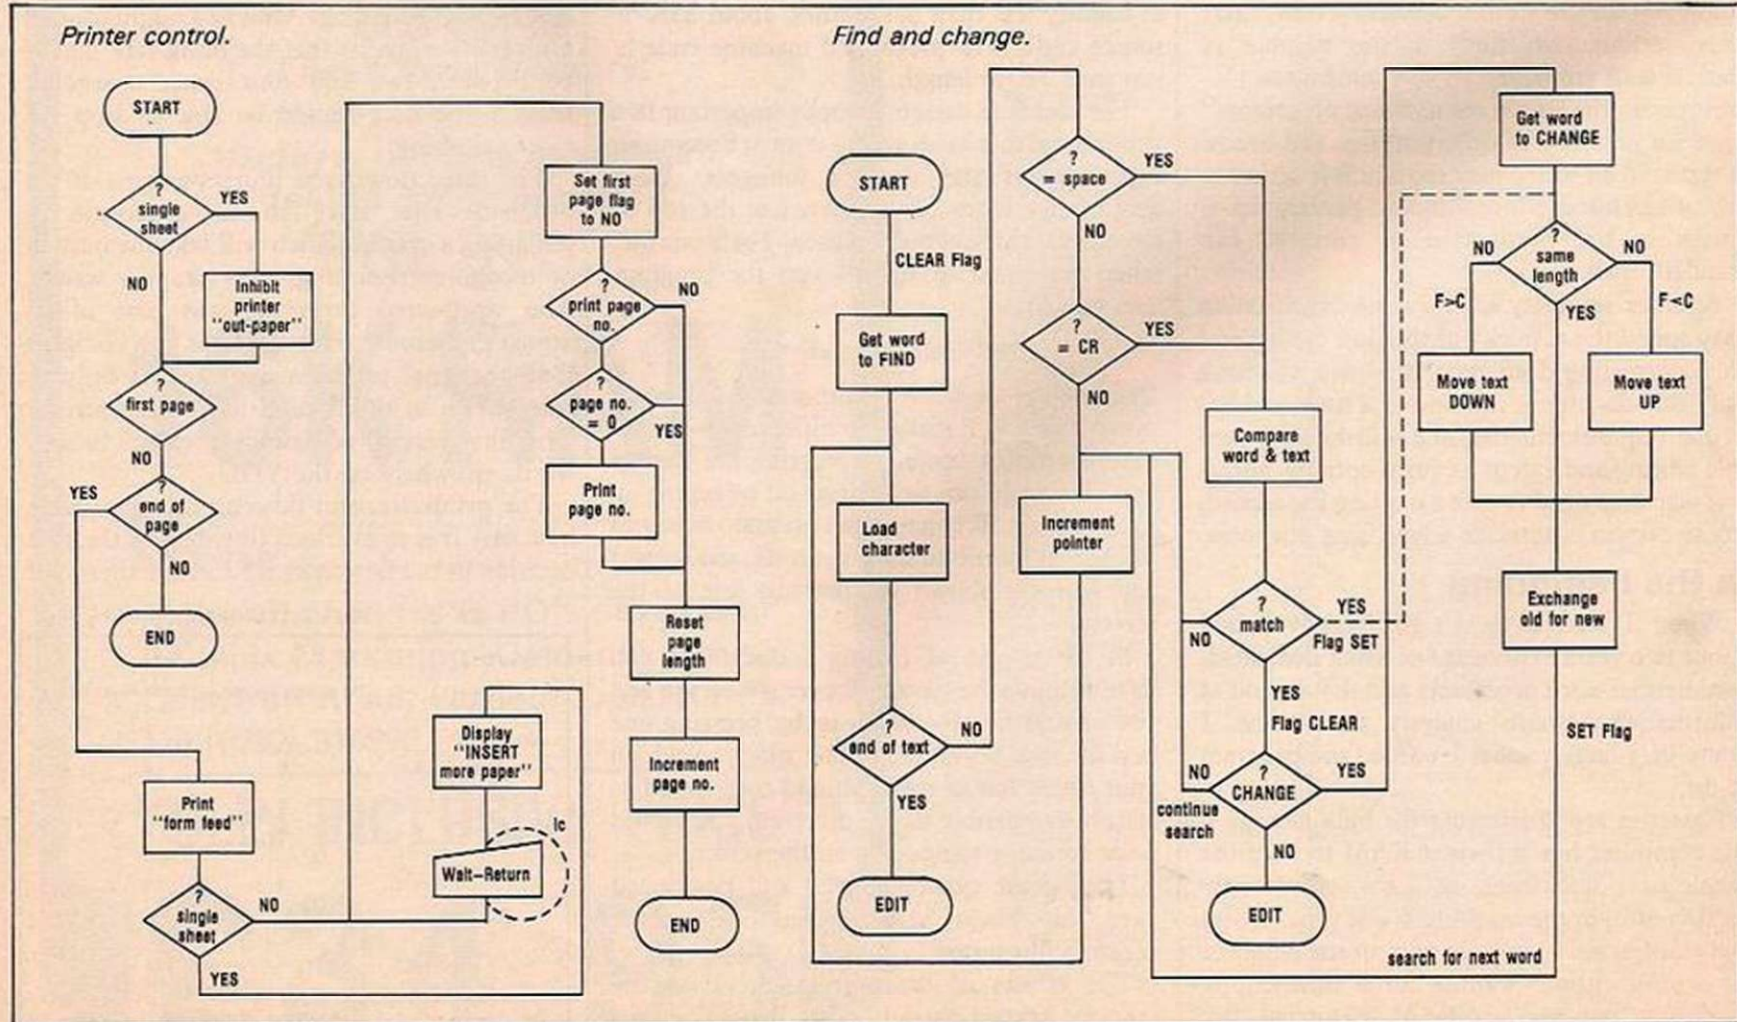 Printer control.
START
?
single
sheet
YES
NO
Inhibit
printer
"out-paper"
?
first page
NO
YES
?
end of
page
NO
END
Print
"form feed"
?
single
sheet
NO
YES
Display
"INSERT
more paper"
lc
Wait-Return
Set first
page flag
to NO
?
print page
no.
NO
?
page no.
= 0
YES
Print
page no.
Reset
page
length
Increment
page no.
END
Find and change.
START
CLEAR Flag
Get word
to FIND
Load
character
?
end of text
NO
YES
EDIT
?
= space
YES
NO
?
= CR
YES
NO
Increment
pointer
Compare
word & text
?
match
YES
Flag SET
NO
YES
Flag CLEAR
?
CHANGE
NO
continue
search
YES
NO
EDIT
Get word
to CHANGE
?
same
length
NO
NO
F>C
F<C
YES
Move text
DOWN
Move text
UP
Exchange
old for new
SET Flag
search for next word